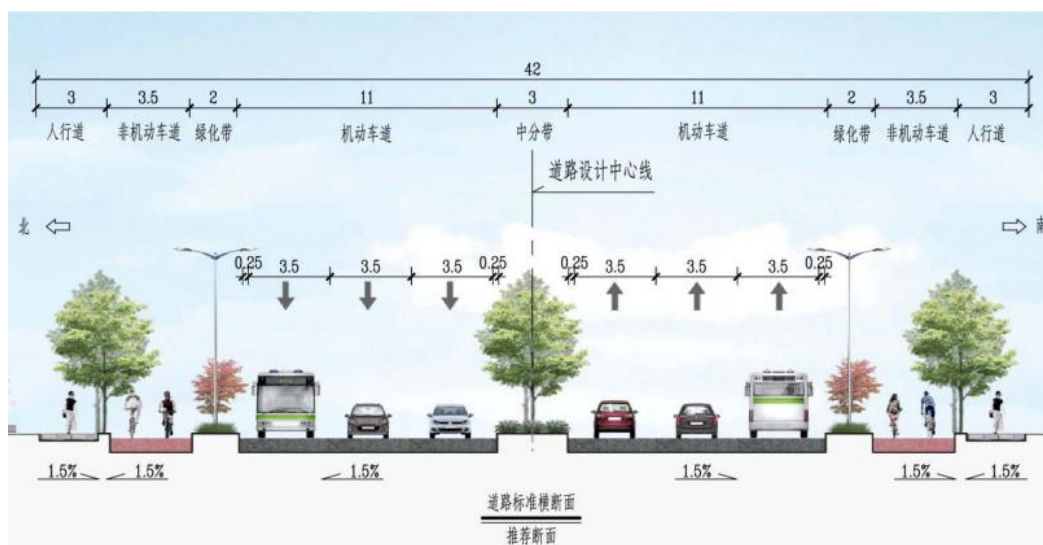 42
3 3.5 2 11 3 11 2 3.5 3
人行道 非机动车道 绿化带 机动车道 中分带 机动车道 绿化带 非机动车道 人行道
道路设计中心线
北 南
0.25 3.5 3.5 3.5 0.25 0.25 3.5 3.5 3.5 0.25
1.5% 1.5% 1.5% 1.5% 1.5% 1.5%
道路标准横断面
推荐断面